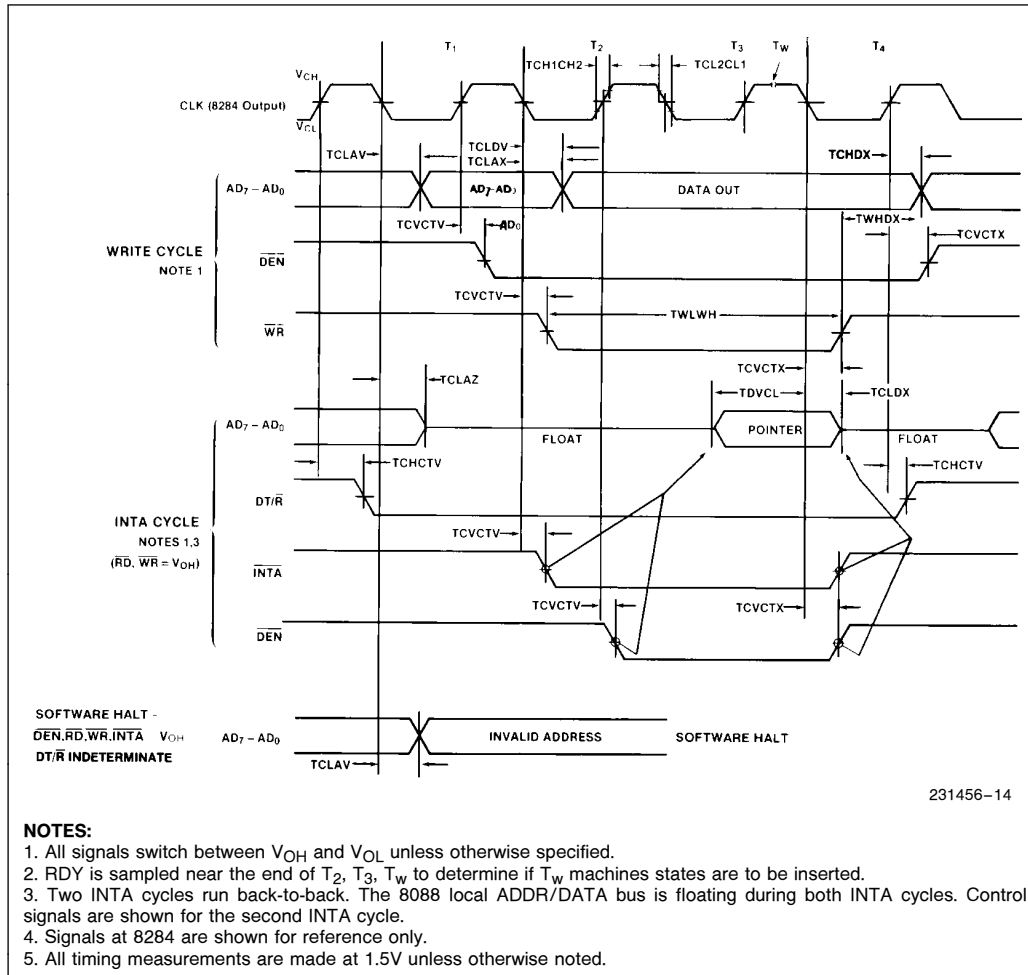 T1 T2 T3 TW T4
TCH1CH2 TCL2CL1
VCH
CLK (8284 Output)
VCL
TCLAV TCLDV TCHDX
TCLAX
AD7-AD0 AD7-AD0 DATA OUT
TCVCTV AD0 TWHDX
WRITE CYCLE
NOTE 1
DEN TCVCTX
TCVCTV TWLWH
WR
TCVCTX
TCLAZ TDVCL TCLDX
AD7-AD0 FLOAT POINTER FLOAT
TCHCTV TCHCTV
DT/R
INTA CYCLE
NOTES 1,3
(RD, WR = VOH)
TCVCTV
INTA
TCVCTV TCVCTX
DEN
SOFTWARE HALT -
DEN,RD,WR,INTA VOH
DT/R INDETERMINATE
AD7-AD0 INVALID ADDRESS SOFTWARE HALT
TCLAV
231456-14
NOTES:
1. All signals switch between VOH and VOL unless otherwise specified.
2. RDY is sampled near the end of T2, T3, Tw to determine if Tw machines states are to be inserted.
3. Two INTA cycles run back-to-back. The 8088 local ADDR/DATA bus is floating during both INTA cycles. Control
signals are shown for the second INTA cycle.
4. Signals at 8284 are shown for reference only.
5. All timing measurements are made at 1.5V unless otherwise noted.